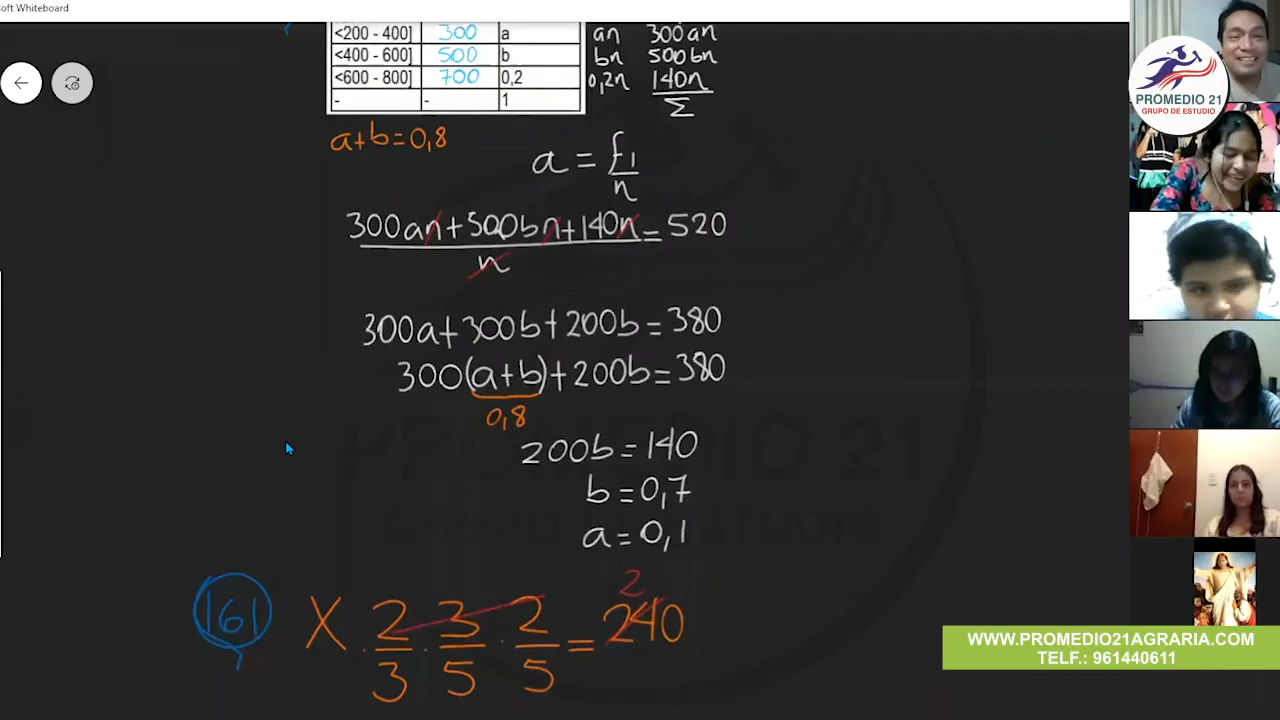 soft Whiteboard
<200 - 400] 300 a an 300an
<400 - 600] 500 b bn 500bn
<600 - 800] 700 0,2 0,2n 140n
- - 1 Σ
a+b=0,8
a = f1/n
300an+500bn+140n = 520
n
300a+300b+200b=380
300(a+b)+200b=380
0,8
200b=140
b=0,7
a=0,1
2
161 X . 2/3 . 3/5 . 2/5 = 240
PROMEDIO 21
GRUPO DE ESTUDIO
PROMEDIO 21
WWW.PROMEDIO21AGRARIA.COM
TELF.: 961440611